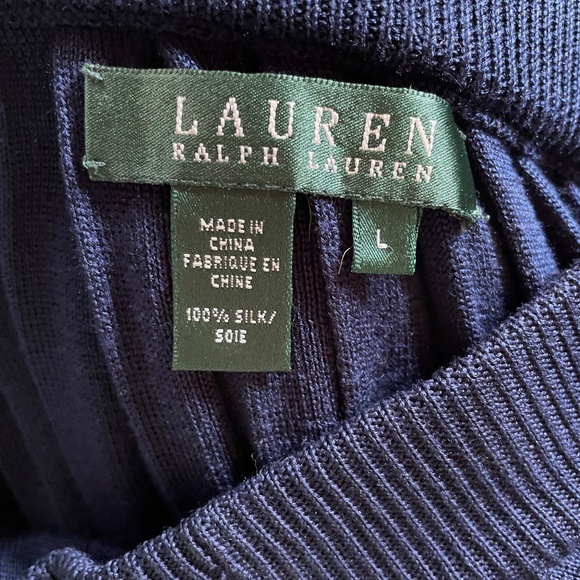 LAUREN
RALPH LAUREN
L
MADE IN
CHINA
FABRIQUE EN
CHINE
100% SILK/
SOIE